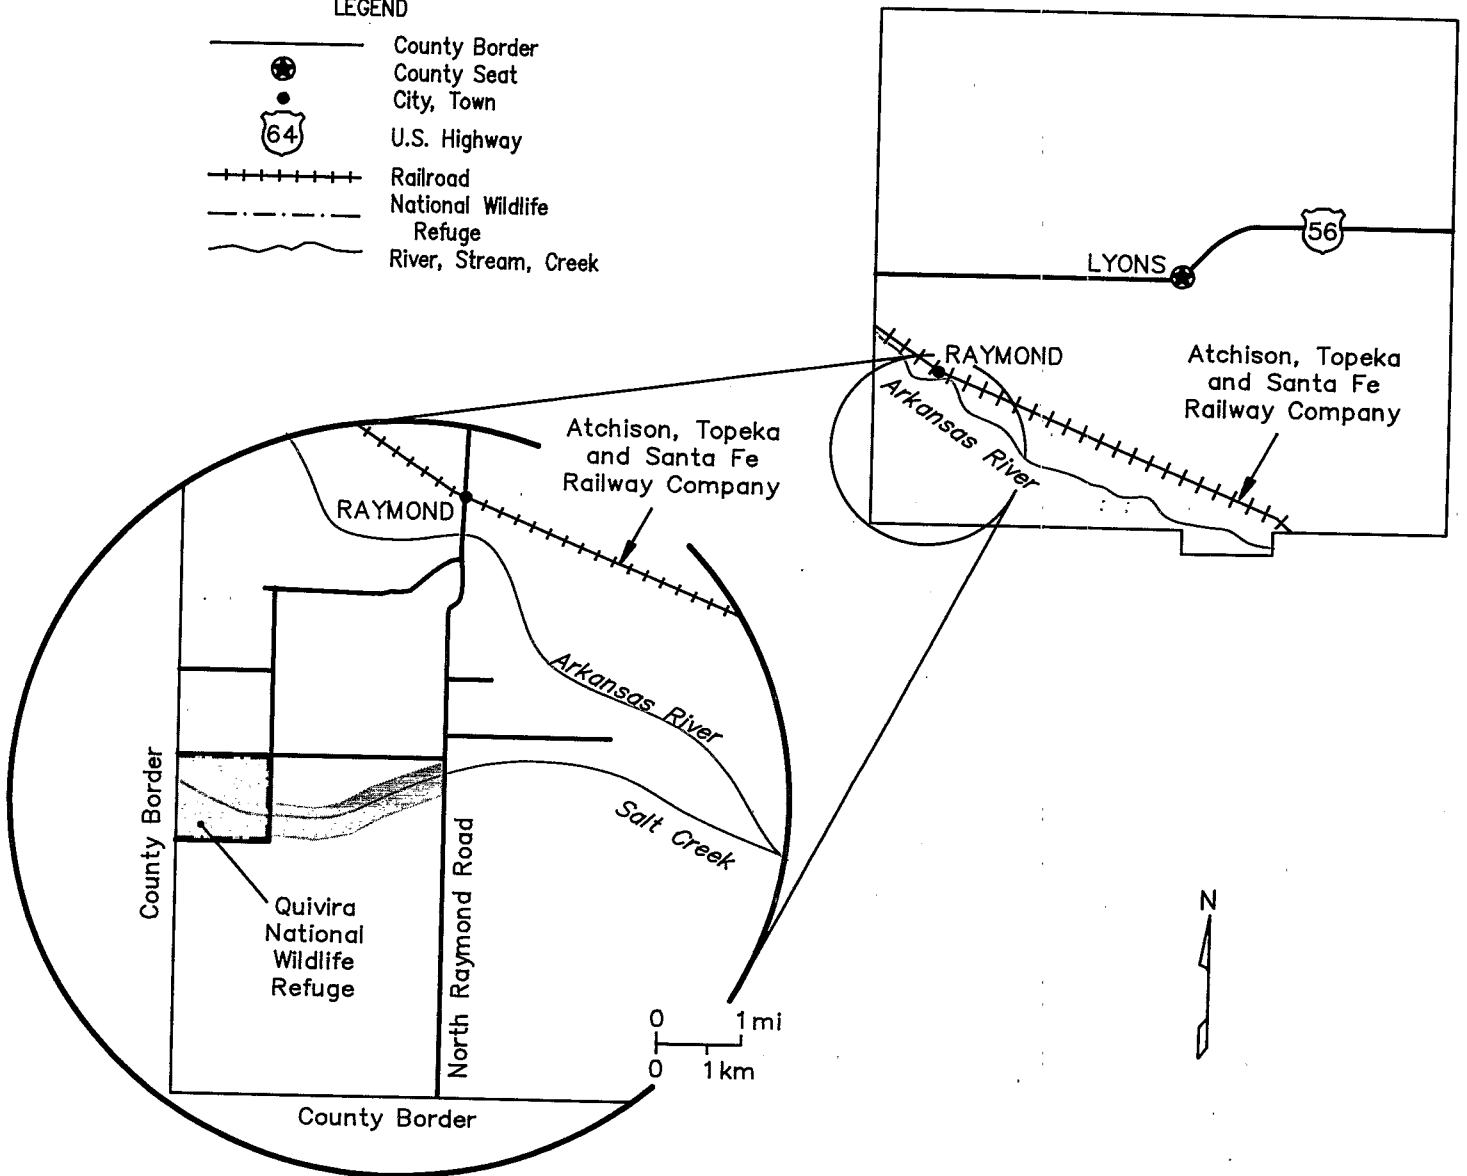 LEGEND
County Border
County Seat
City, Town
64
U.S. Highway
Railroad
National Wildlife
Refuge
River, Stream, Creek
56
LYONS
RAYMOND
Arkansas River
Atchison, Topeka
and Santa Fe
Railway Company
Atchison, Topeka
and Santa Fe
Railway Company
RAYMOND
Arkansas River
Salt Creek
County Border
North Raymond Road
Quivira
National
Wildlife
Refuge
County Border
0 1 mi
0 1 km
N